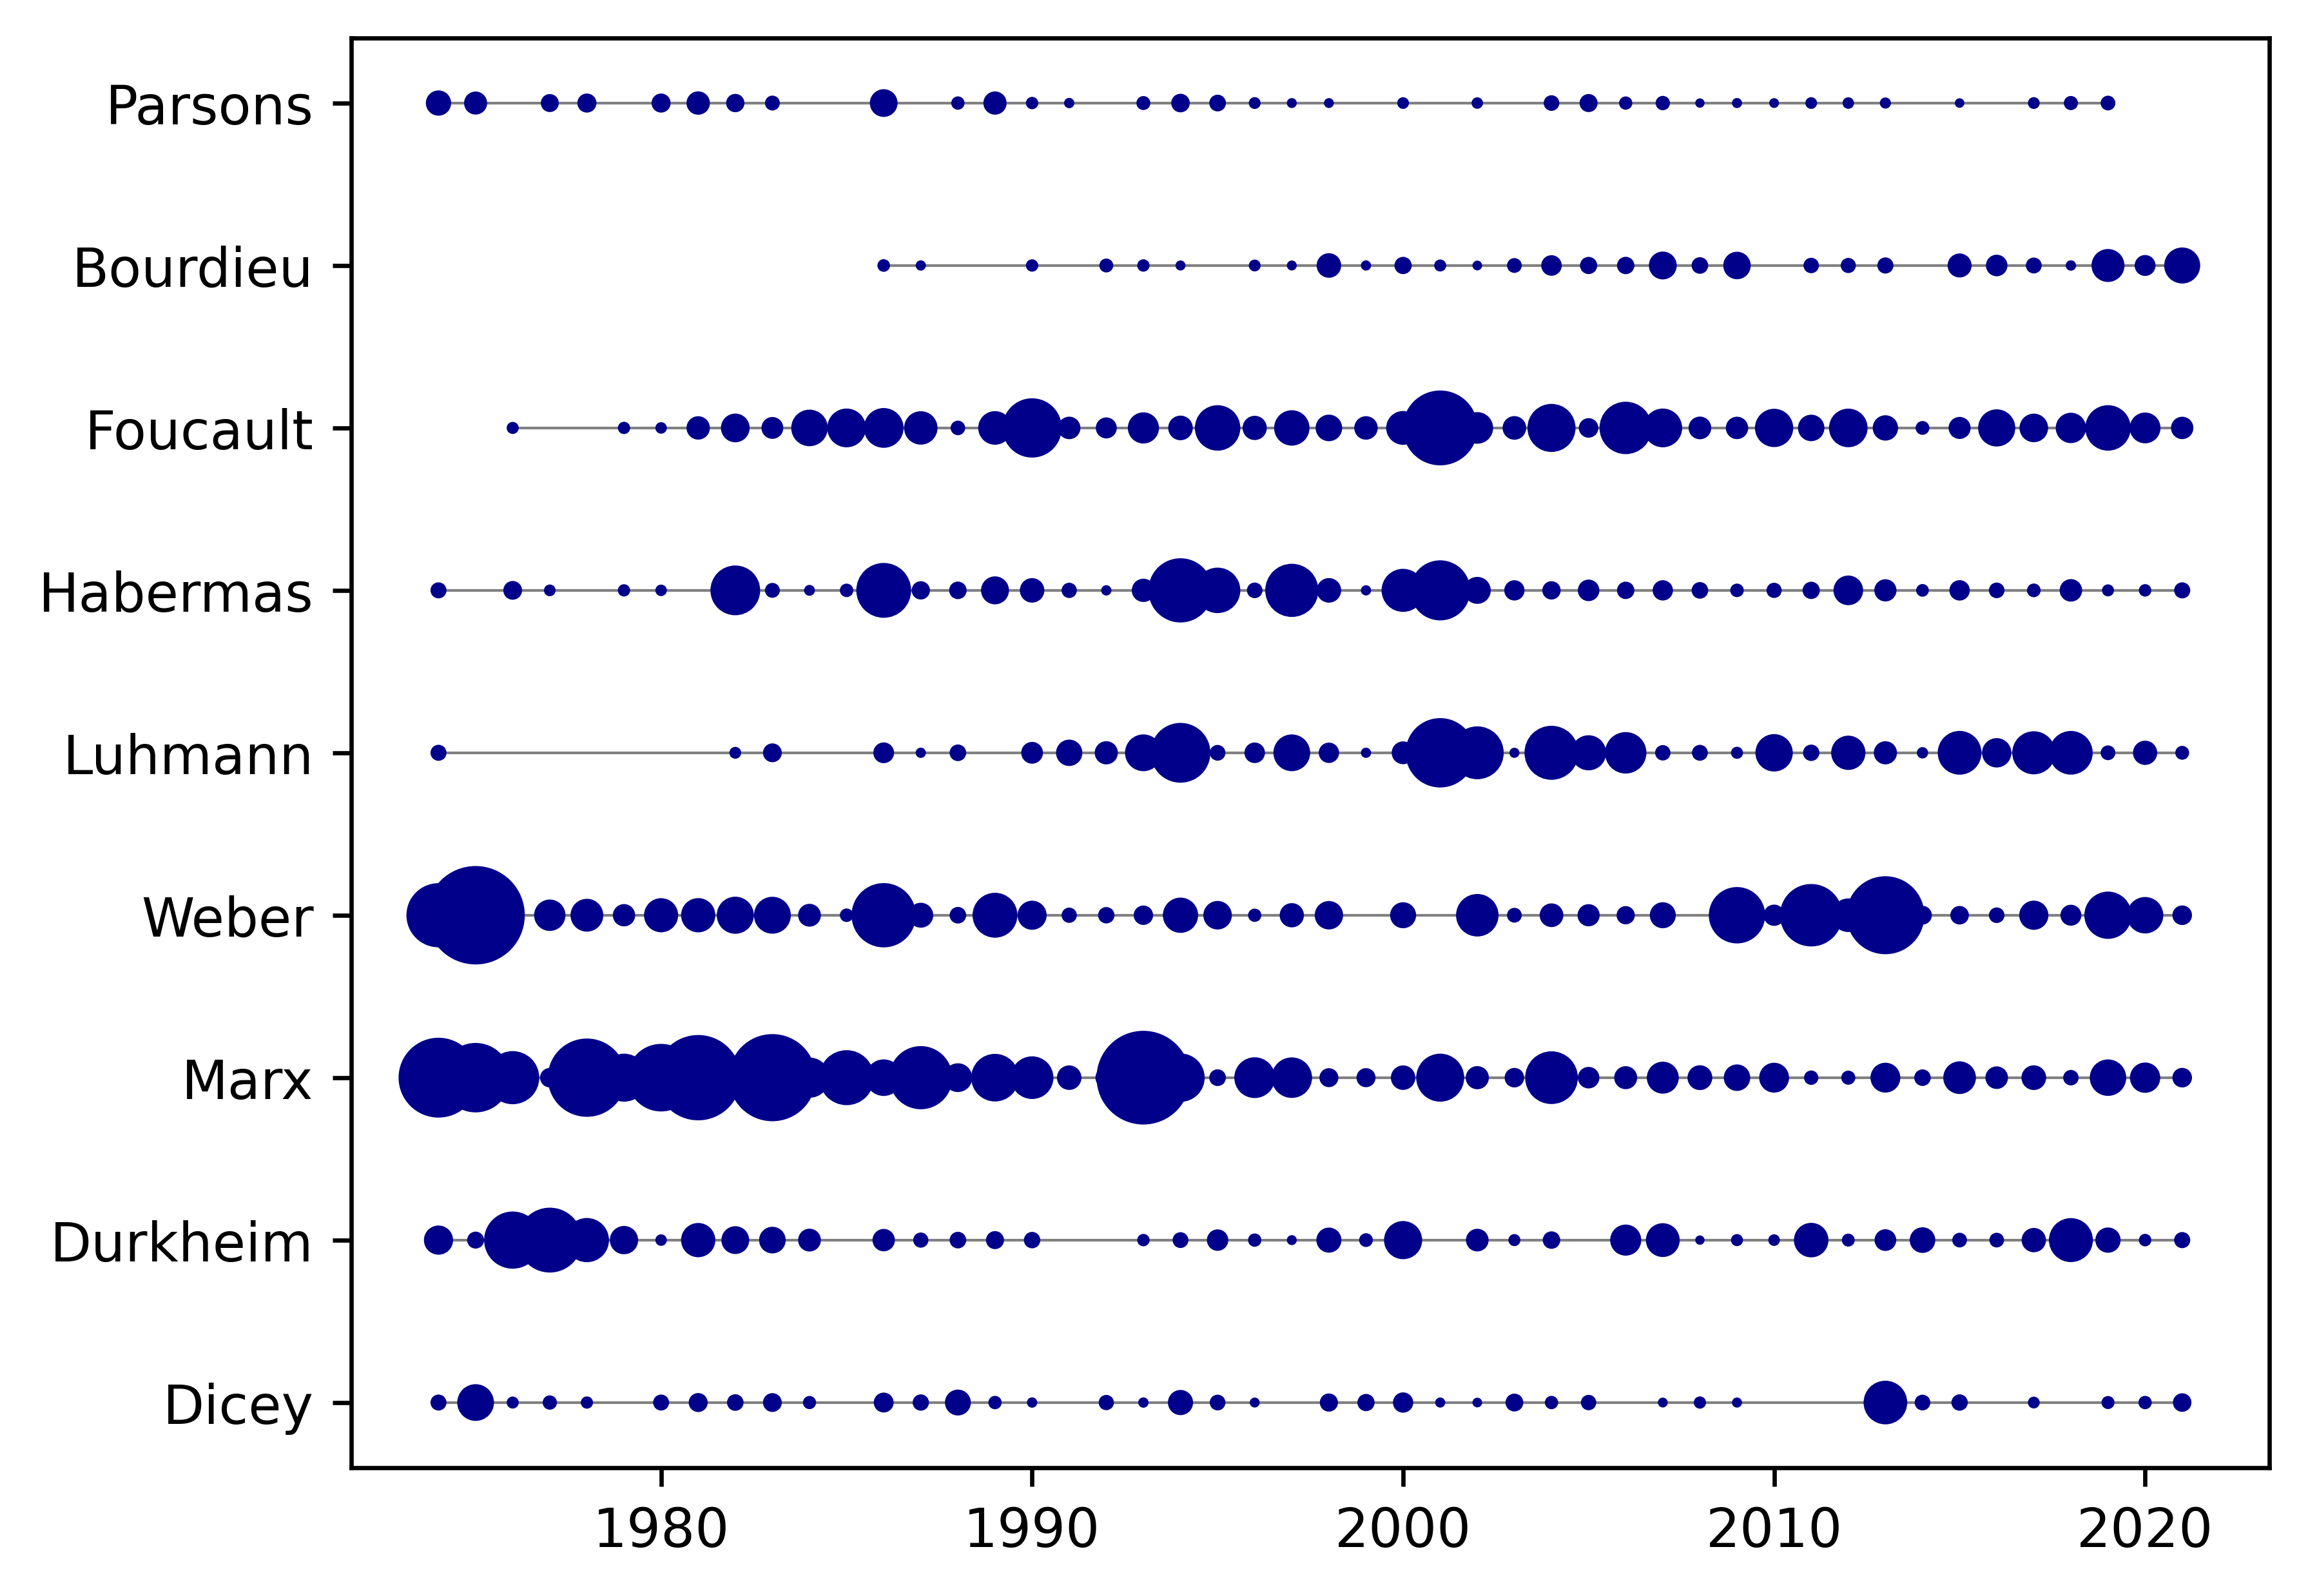 Parsons
Bourdieu
Foucault
Habermas
Luhmann
Weber
Marx
Durkheim
Dicey
1980 1990 2000 2010 2020